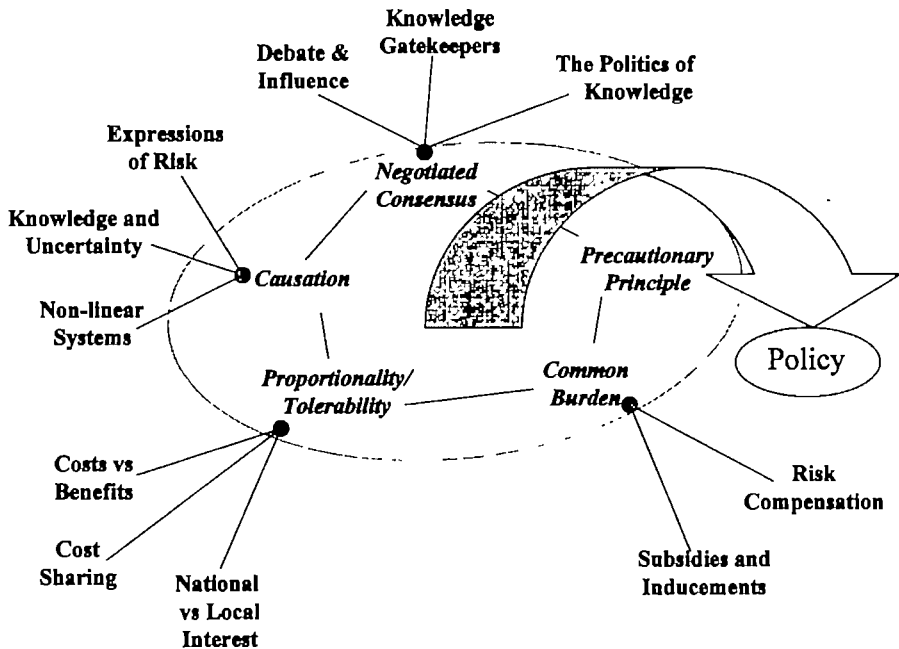 Knowledge
Gatekeepers
Debate &
Influence
The Politics of
Knowledge
Expressions
of Risk
Negotiated
Consensus
Knowledge and
Uncertainty
Causation
Precautionary
Principle
Non-linear
Systems
Proportionality/
Tolerability
Common
Burden
Policy
Costs vs
Benefits
Risk
Compensation
Cost
Sharing
National
vs Local
Interest
Subsidies and
Inducements